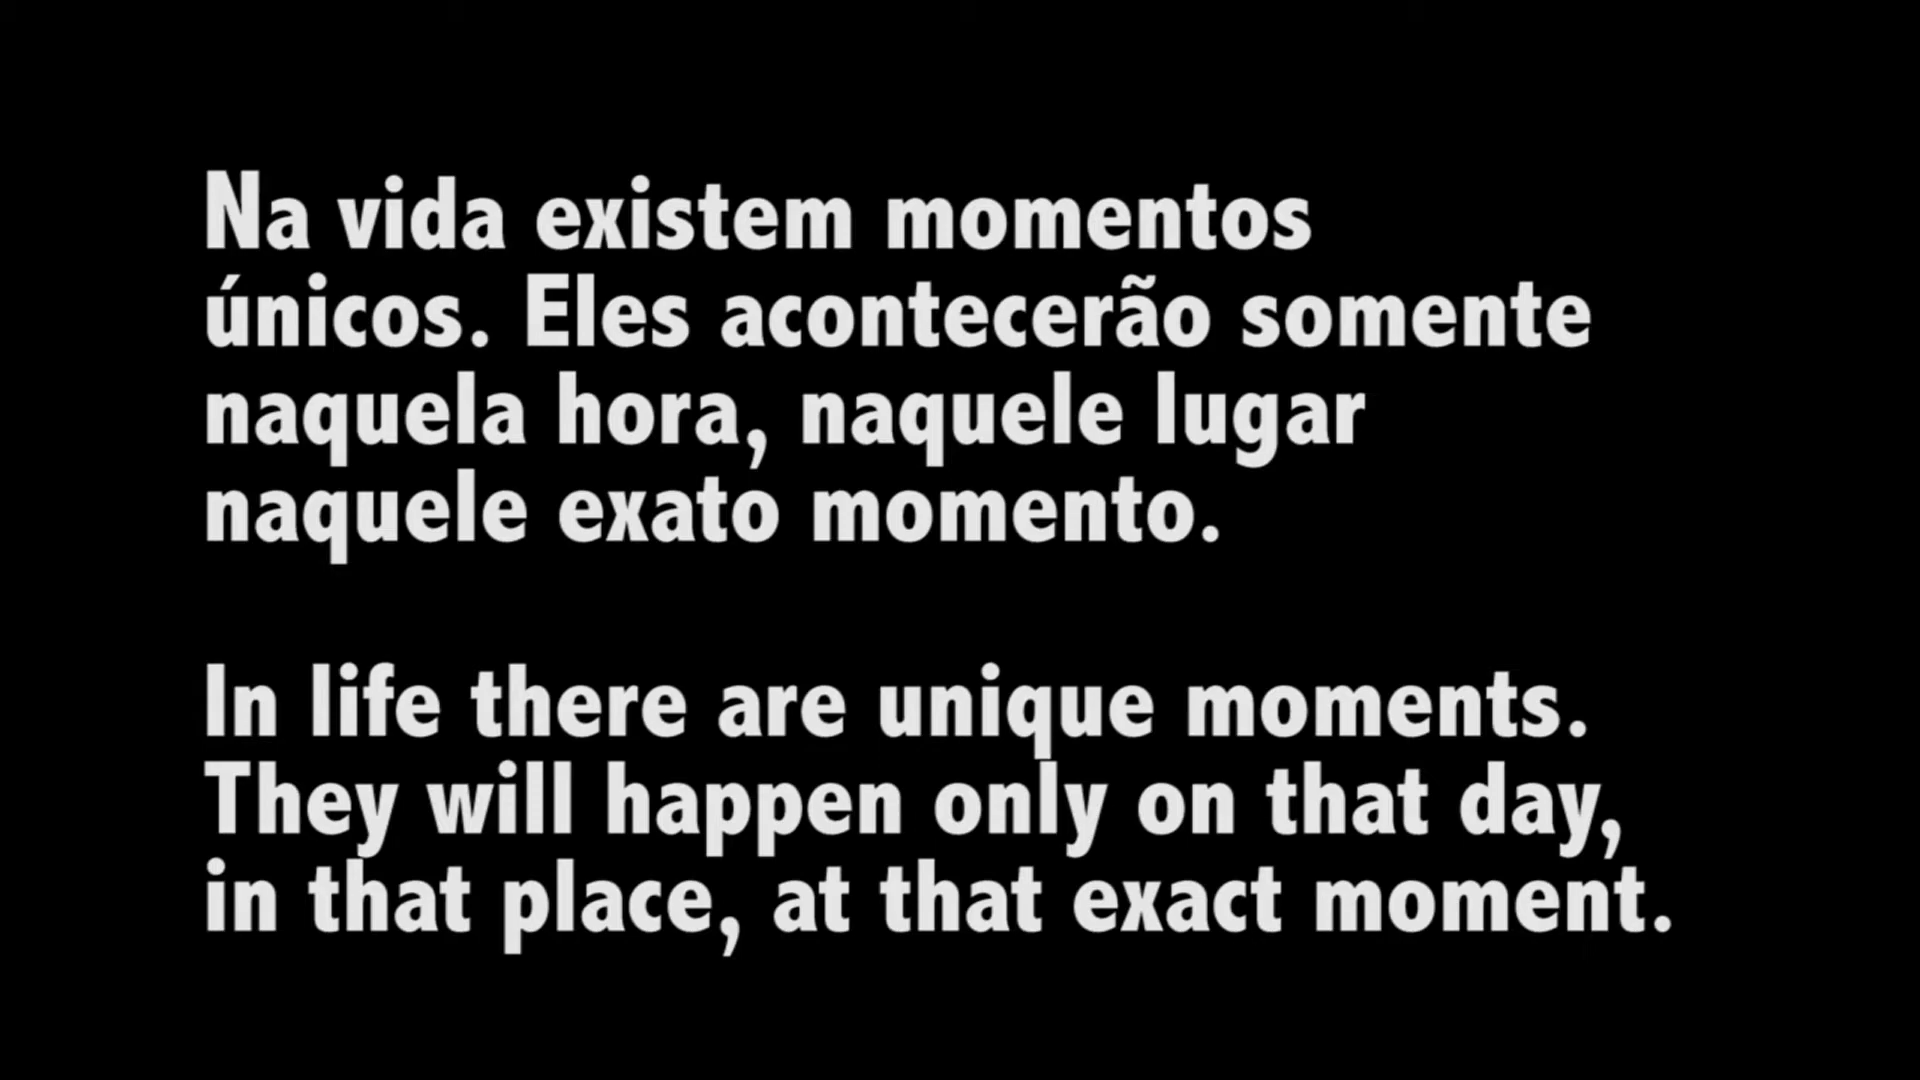 Na vida existem momentos
únicos. Eles acontecerão somente
naquela hora, naquele lugar
naquele exato momento.
In life there are unique moments.
They will happen only on that day,
in that place, at that exact moment.